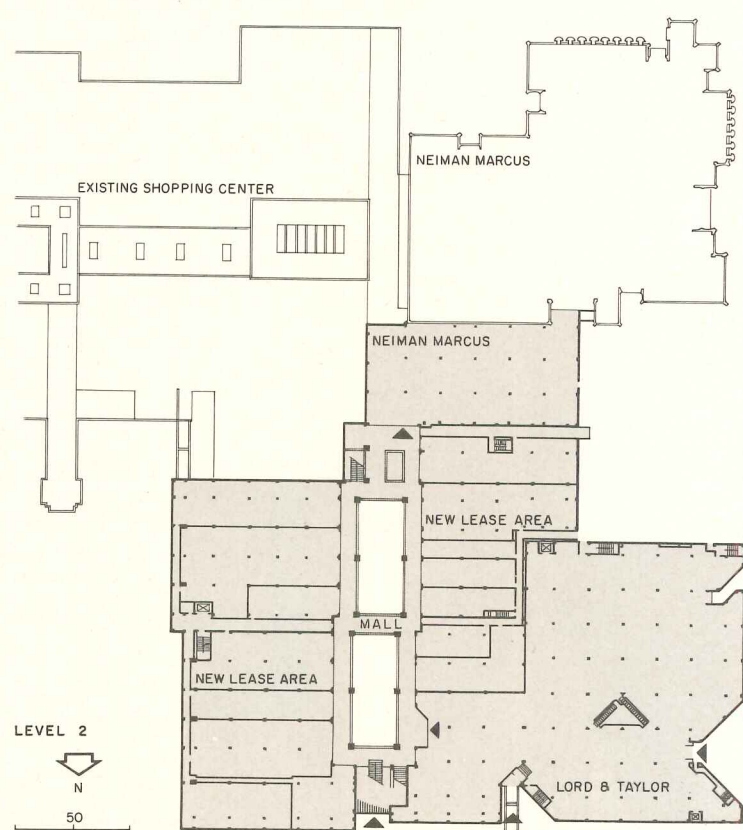 NEIMAN MARCUS
EXISTING SHOPPING CENTER
NEIMAN MARCUS
NEW LEASE AREA
MALL
NEW LEASE AREA
LEVEL 2
N
LORD & TAYLOR
50